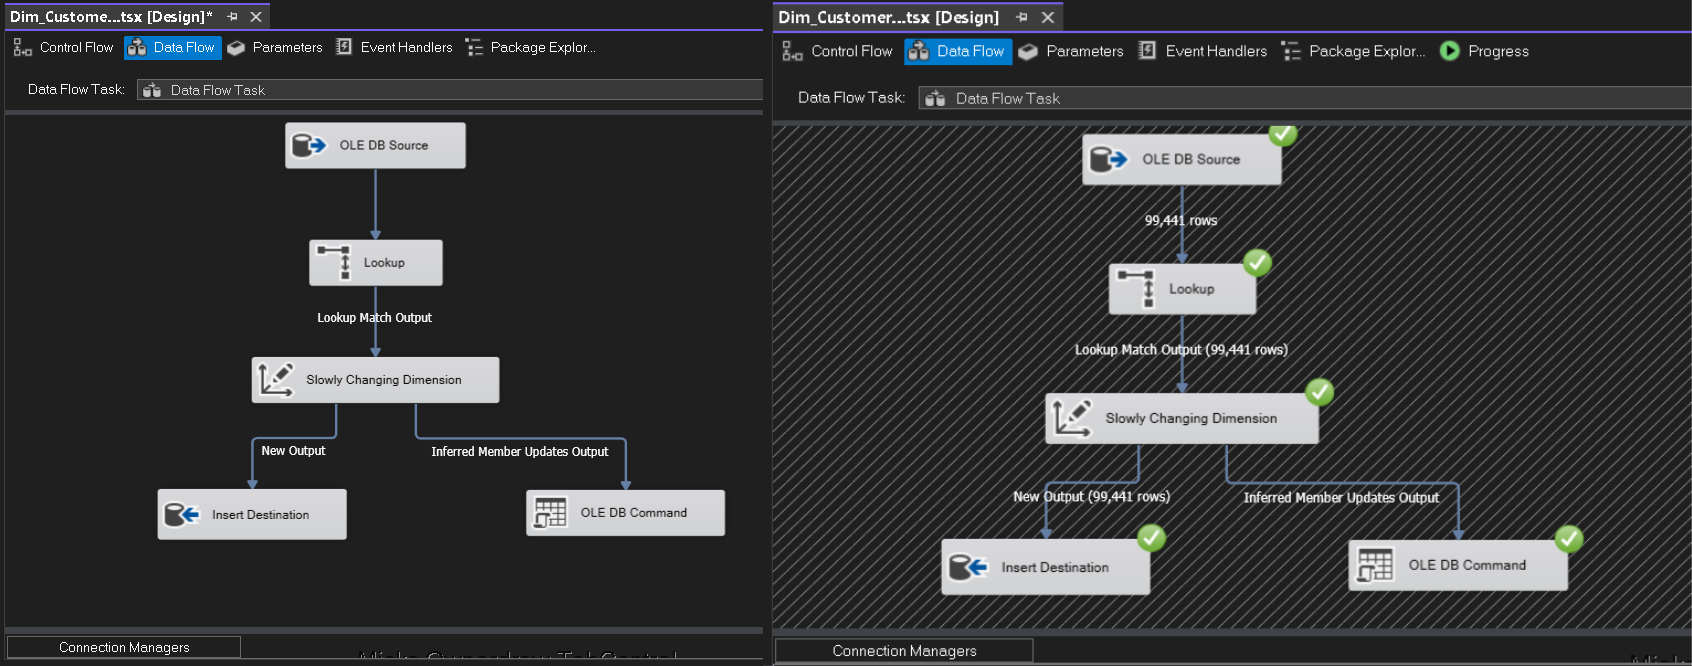 Dim_Custome...tsx [Design]*
Control Flow Data Flow Parameters Event Handlers Package Explor...
Data Flow Task: Data Flow Task
OLE DB Source
Lookup
Lookup Match Output
Slowly Changing Dimension
New Output Inferred Member Updates Output
Insert Destination OLE DB Command
Connection Managers
Dim_Customer...tsx [Design]
Control Flow Data Flow Parameters Event Handlers Package Explor... Progress
Data Flow Task: Data Flow Task
OLE DB Source
99,441 rows
Lookup
Lookup Match Output (99,441 rows)
Slowly Changing Dimension
New Output (99,441 rows) Inferred Member Updates Output
Insert Destination OLE DB Command
Connection Managers